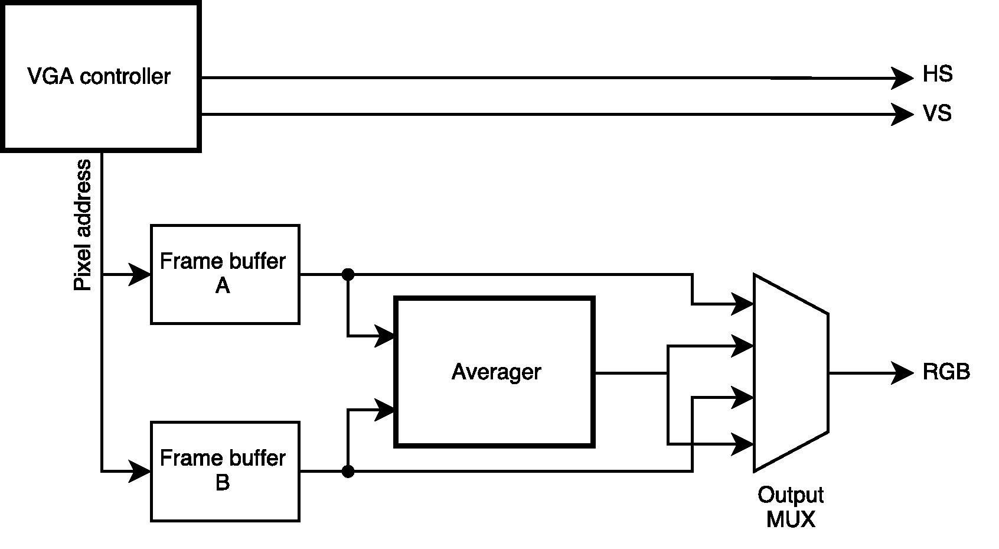 VGA controller
HS
VS
Pixel address
Frame buffer
A
Averager
RGB
Frame buffer
B
Output
MUX